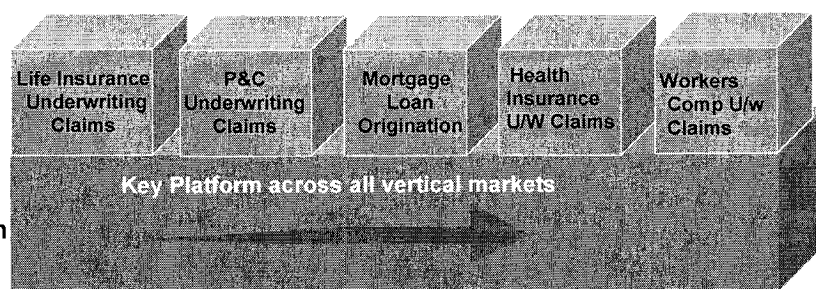 Life Insurance
Underwriting
Claims
P&C
Underwriting
Claims
Mortgage
Loan
Origination
Health
Insurance
U/W Claims
Workers
Comp U/w
Claims
Key Platform across all vertical markets
n